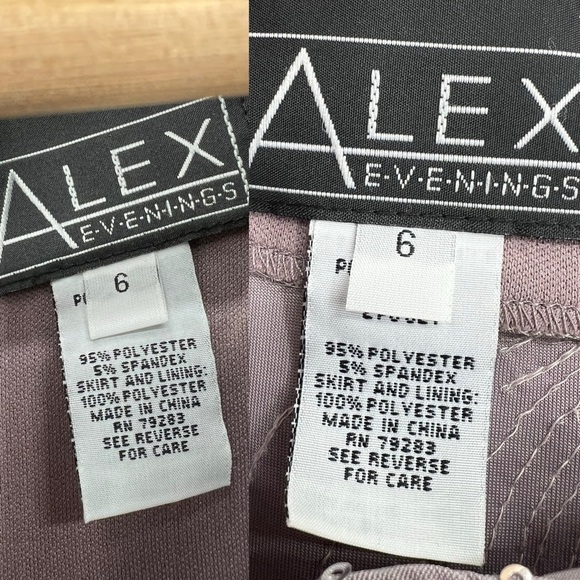 ALEX
E·V·E·N·I·N·G·S
6
95% POLYESTER
5% SPANDEX
SKIRT AND LINING:
100% POLYESTER
MADE IN CHINA
RN 79283
SEE REVERSE
FOR CARE
ALEX
E·V·E·N·I·N·G·S
6
95% POLYESTER
5% SPANDEX
SKIRT AND LINING:
100% POLYESTER
MADE IN CHINA
RN 79283
SEE REVERSE
FOR CARE